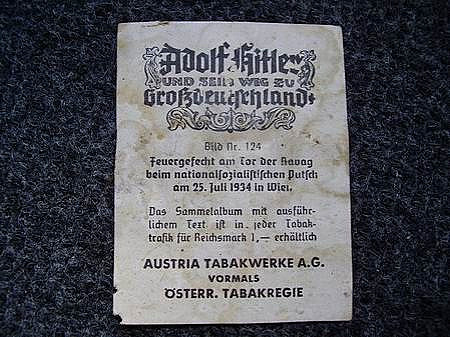 Adolf Hitler
UND SEIN WEG ZU
Großdeutschland
Bild Nr. 124
Feuergefecht am Tor der Ravag
beim nationalsozialistischen Putsch
am 25. Juli 1934 in Wien.
Das Sammelalbum mit ausführ-
lichem Text ist in jeder Tabak-
trafik für Reichsmark 1,— erhältlich
AUSTRIA TABAKWERKE A.G.
VORMALS
ÖSTERR. TABAKREGIE